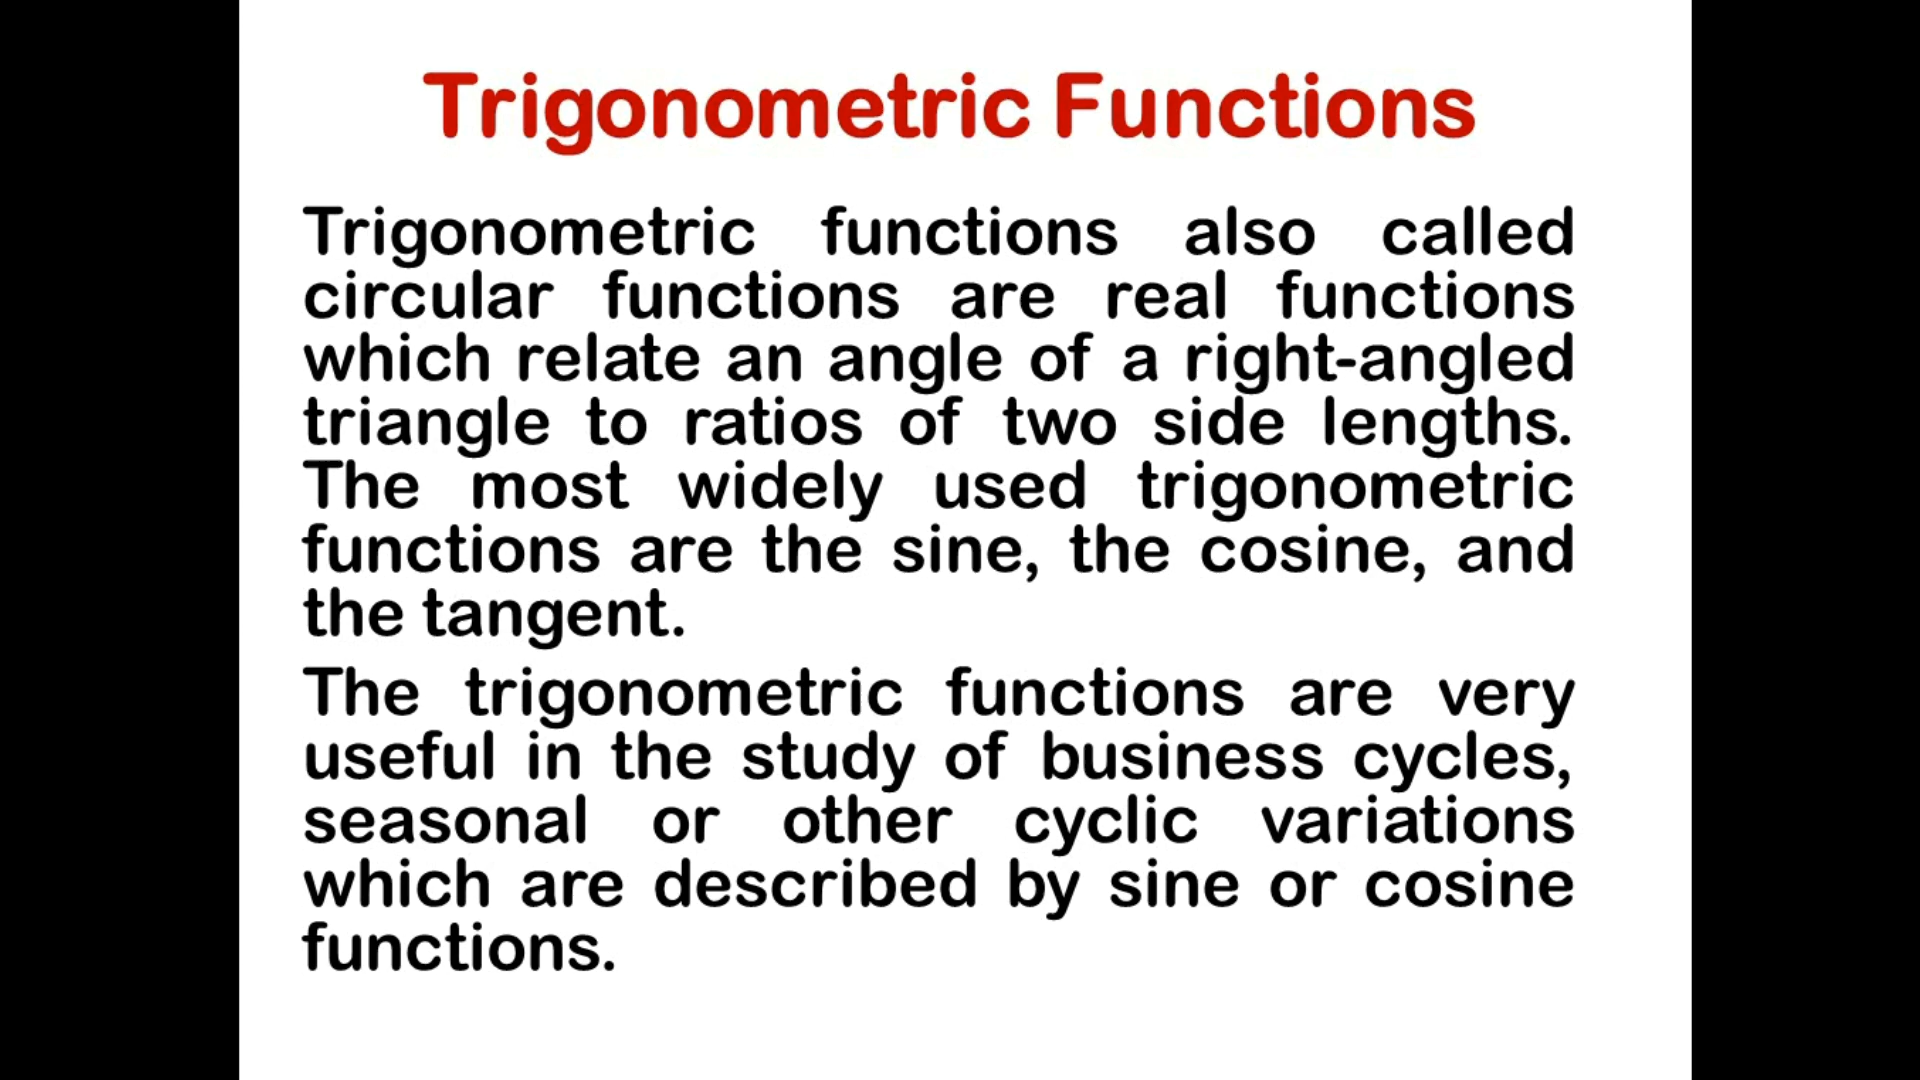 Trigonometric Functions
Trigonometric functions also called
circular functions are real functions
which relate an angle of a right-angled
triangle to ratios of two side lengths.
The most widely used trigonometric
functions are the sine, the cosine, and
the tangent.
The trigonometric functions are very
useful in the study of business cycles,
seasonal or other cyclic variations
which are described by sine or cosine
functions.